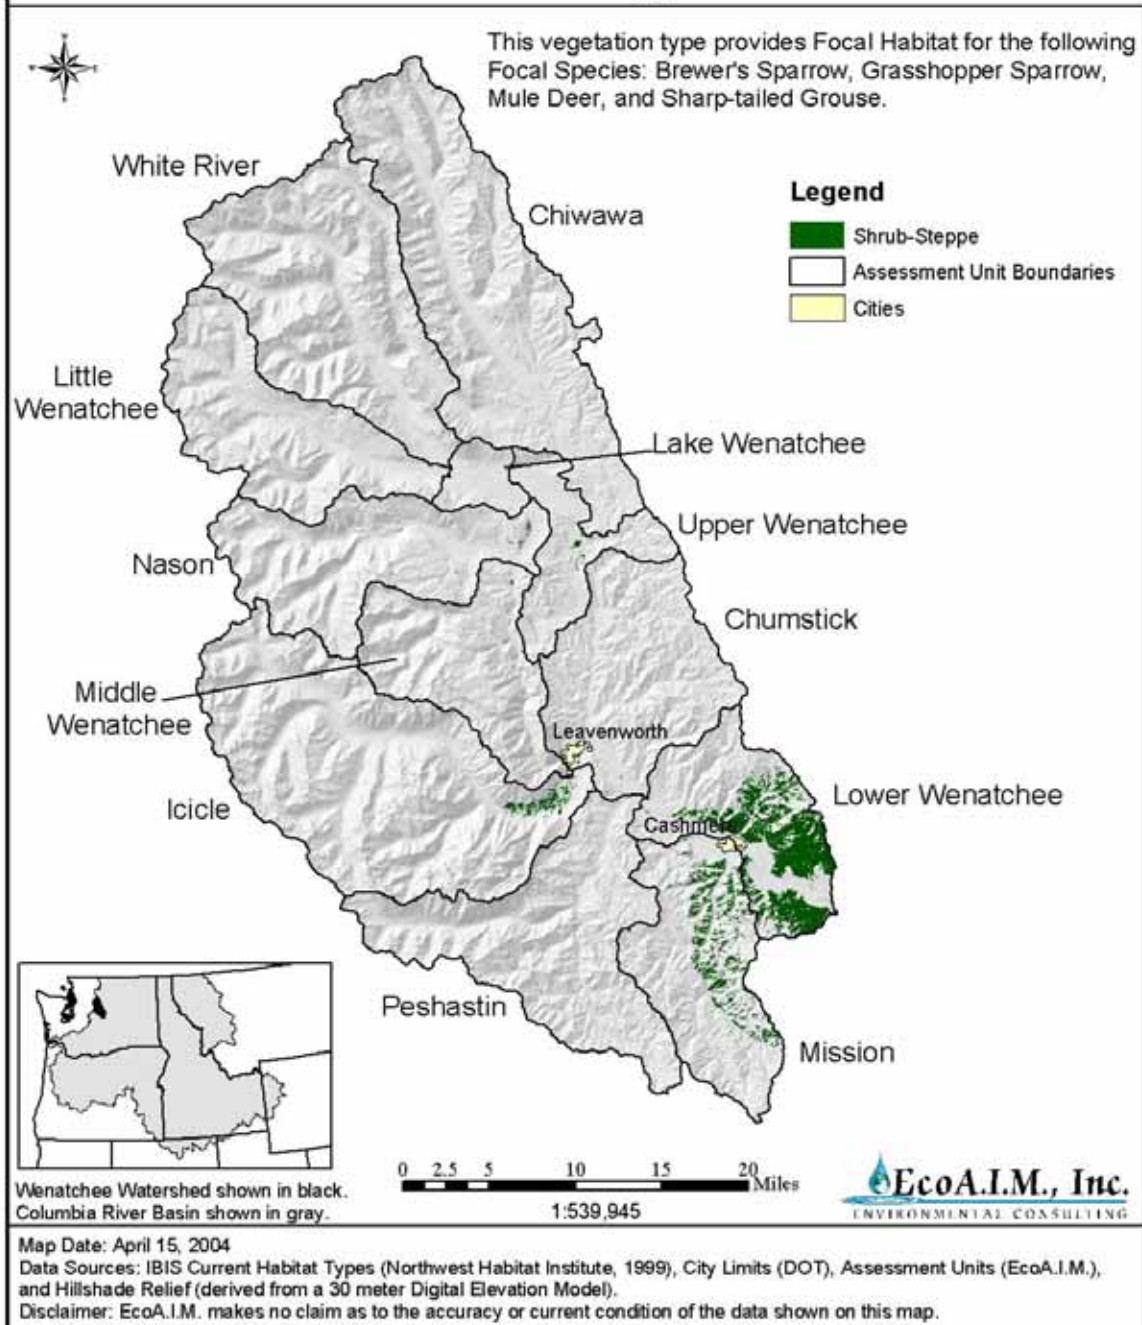 This vegetation type provides Focal Habitat for the following
Focal Species: Brewer's Sparrow, Grasshopper Sparrow,
Mule Deer, and Sharp-tailed Grouse.
White River
Chiwawa
Legend
Shrub-Steppe
Assessment Unit Boundaries
Cities
Little
Wenatchee
Lake Wenatchee
Upper Wenatchee
Nason
Chumstick
Middle
Wenatchee
Leavenworth
Icicle
Lower Wenatchee
Cashmere
Peshastin
Mission
0 2.5 5 10 15 20
Miles
1:539,945
Wenatchee Watershed shown in black.
Columbia River Basin shown in gray.
EcoA.I.M., Inc.
ENVIRONMENTAL CONSULTING
Map Date: April 15, 2004
Data Sources: IBIS Current Habitat Types (Northwest Habitat Institute, 1999), City Limits (DOT), Assessment Units (EcoA.I.M.),
and Hillshade Relief (derived from a 30 meter Digital Elevation Model).
Disclaimer: EcoA.I.M. makes no claim as to the accuracy or current condition of the data shown on this map.